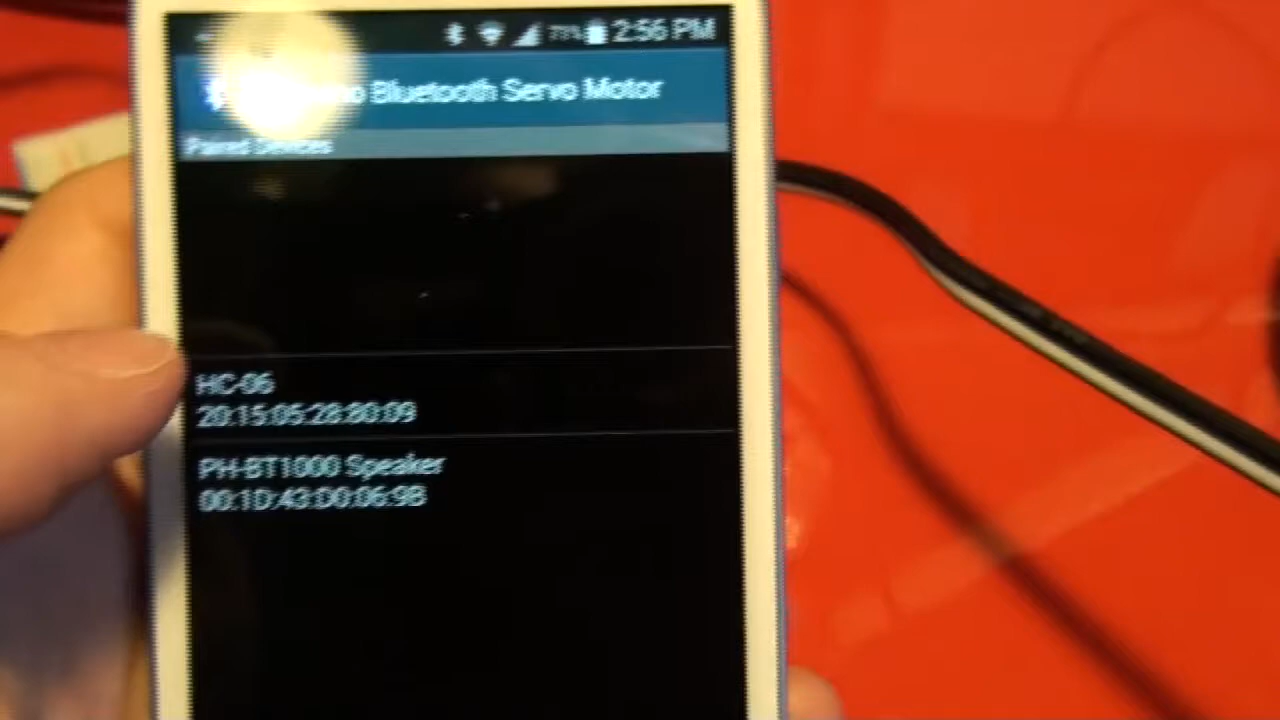 71% 2:56 PM
Bluetooth Servo Motor
Paired Devices
HC-06
20:15:05:28:80:09
PH-BT1000 Speaker
00:1D:43:D0:06:9B